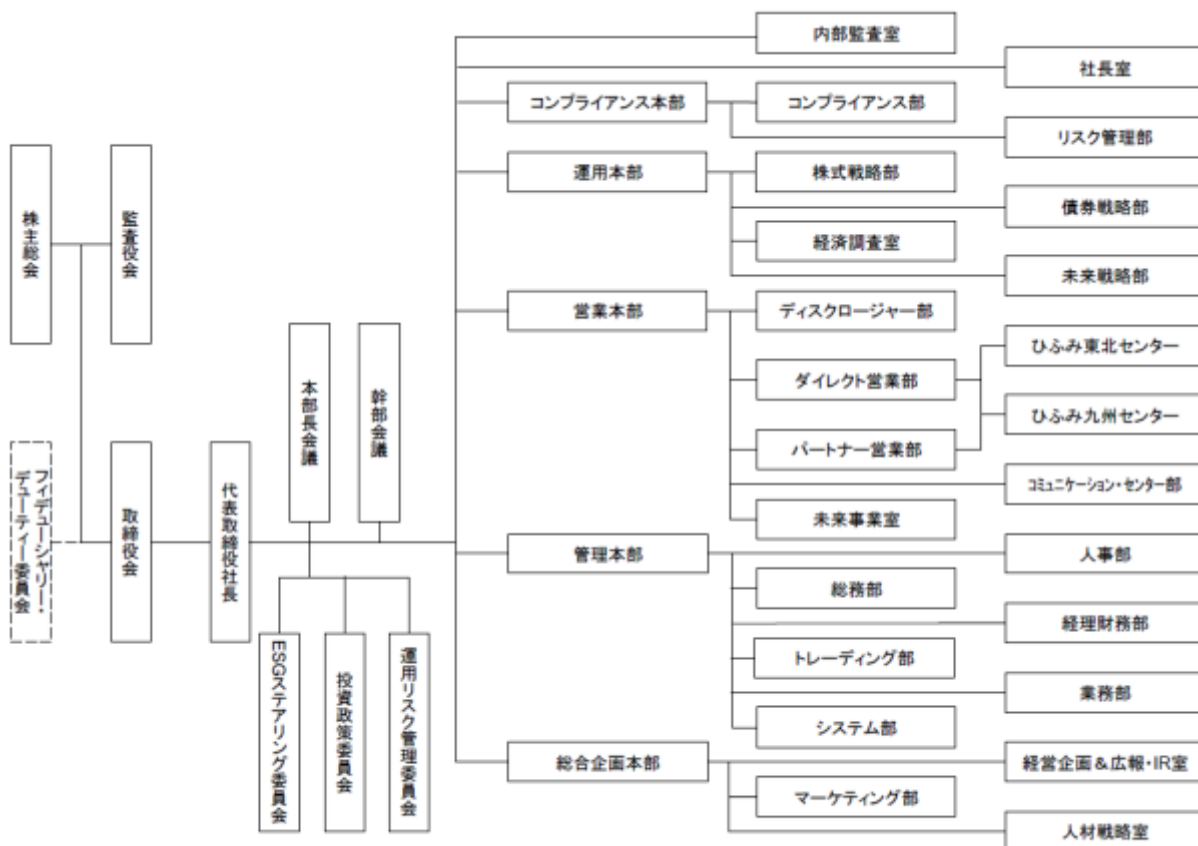 株主総会
監査役会
フィデューシャリー・
デューティー委員会
取締役会
代表取締役社長
本部長会議
幹部会議
ESGステアリング委員会
投資政策委員会
運用リスク管理委員会
内部監査室
社長室
コンプライアンス本部
コンプライアンス部
リスク管理部
運用本部
株式戦略部
債券戦略部
経済調査室
未来戦略部
営業本部
ディスクロージャー部
ひふみ東北センター
ダイレクト営業部
ひふみ九州センター
パートナー営業部
コミュニケーション・センター部
未来事業室
管理本部
人事部
総務部
経理財務部
トレーディング部
業務部
システム部
総合企画本部
経営企画&広報・IR室
マーケティング部
人材戦略室